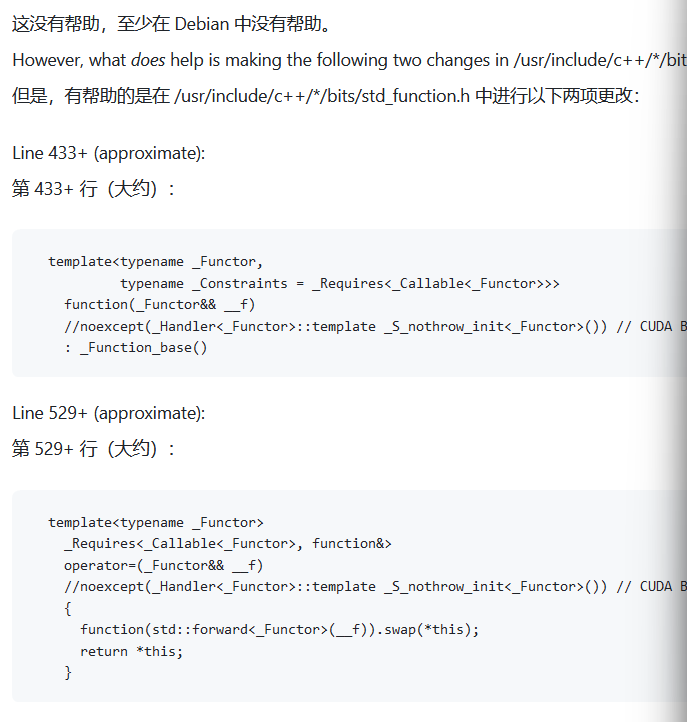 这没有帮助，至少在 Debian 中没有帮助。
However, what does help is making the following two changes in /usr/include/c++/*/bit
但是，有帮助的是在 /usr/include/c++/*/bits/std_function.h 中进行以下两项更改：
Line 433+ (approximate):
第 433+ 行（大约）：
template<typename _Functor,
typename _Constraints = _Requires<_Callable<_Functor>>>
function(_Functor&& __f)
//noexcept(_Handler<_Functor>::template _S_nothrow_init<_Functor>()) // CUDA B
: _Function_base()
Line 529+ (approximate):
第 529+ 行（大约）：
template<typename _Functor>
_Requires<_Callable<_Functor>, function&>
operator=(_Functor&& __f)
//noexcept(_Handler<_Functor>::template _S_nothrow_init<_Functor>()) // CUDA B
{
function(std::forward<_Functor>(__f)).swap(*this);
return *this;
}